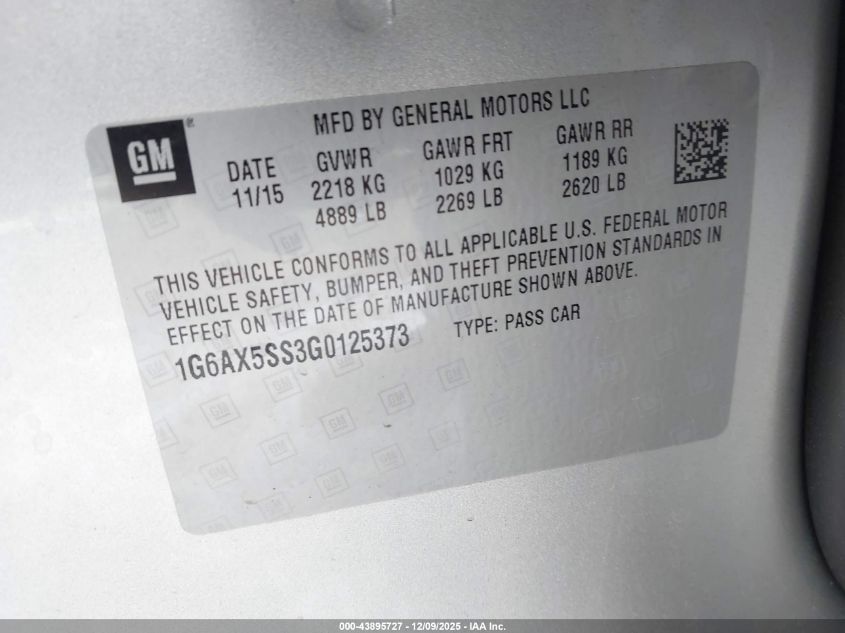 MFD BY GENERAL MOTORS LLC
GM ®
DATE GVWR GAWR FRT GAWR RR
11/15 2218 KG 1029 KG 1189 KG
4889 LB 2269 LB 2620 LB
THIS VEHICLE CONFORMS TO ALL APPLICABLE U.S. FEDERAL MOTOR
VEHICLE SAFETY, BUMPER, AND THEFT PREVENTION STANDARDS IN
EFFECT ON THE DATE OF MANUFACTURE SHOWN ABOVE.
1G6AX5SS3G0125373 TYPE: PASS CAR
000-43895727 - 12/09/2025 - IAA Inc.